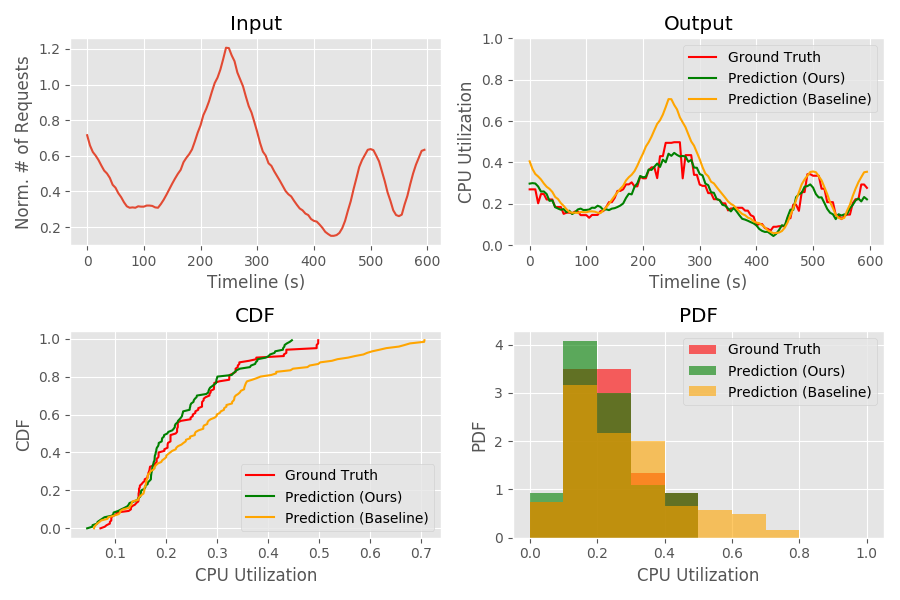 Input
Norm. # of Requests
1.2
1.0
0.8
0.6
0.4
0.2
0 100 200 300 400 500 600
Timeline (s)
Output
CPU Utilization
1.0
0.8
0.6
0.4
0.2
0.0
Ground Truth
Prediction (Ours)
Prediction (Baseline)
0 100 200 300 400 500 600
Timeline (s)
CDF
CDF
1.0
0.8
0.6
0.4
0.2
0.0
Ground Truth
Prediction (Ours)
Prediction (Baseline)
0.1 0.2 0.3 0.4 0.5 0.6 0.7
CPU Utilization
PDF
PDF
4
3
2
1
0
Ground Truth
Prediction (Ours)
Prediction (Baseline)
0.0 0.2 0.4 0.6 0.8 1.0
CPU Utilization